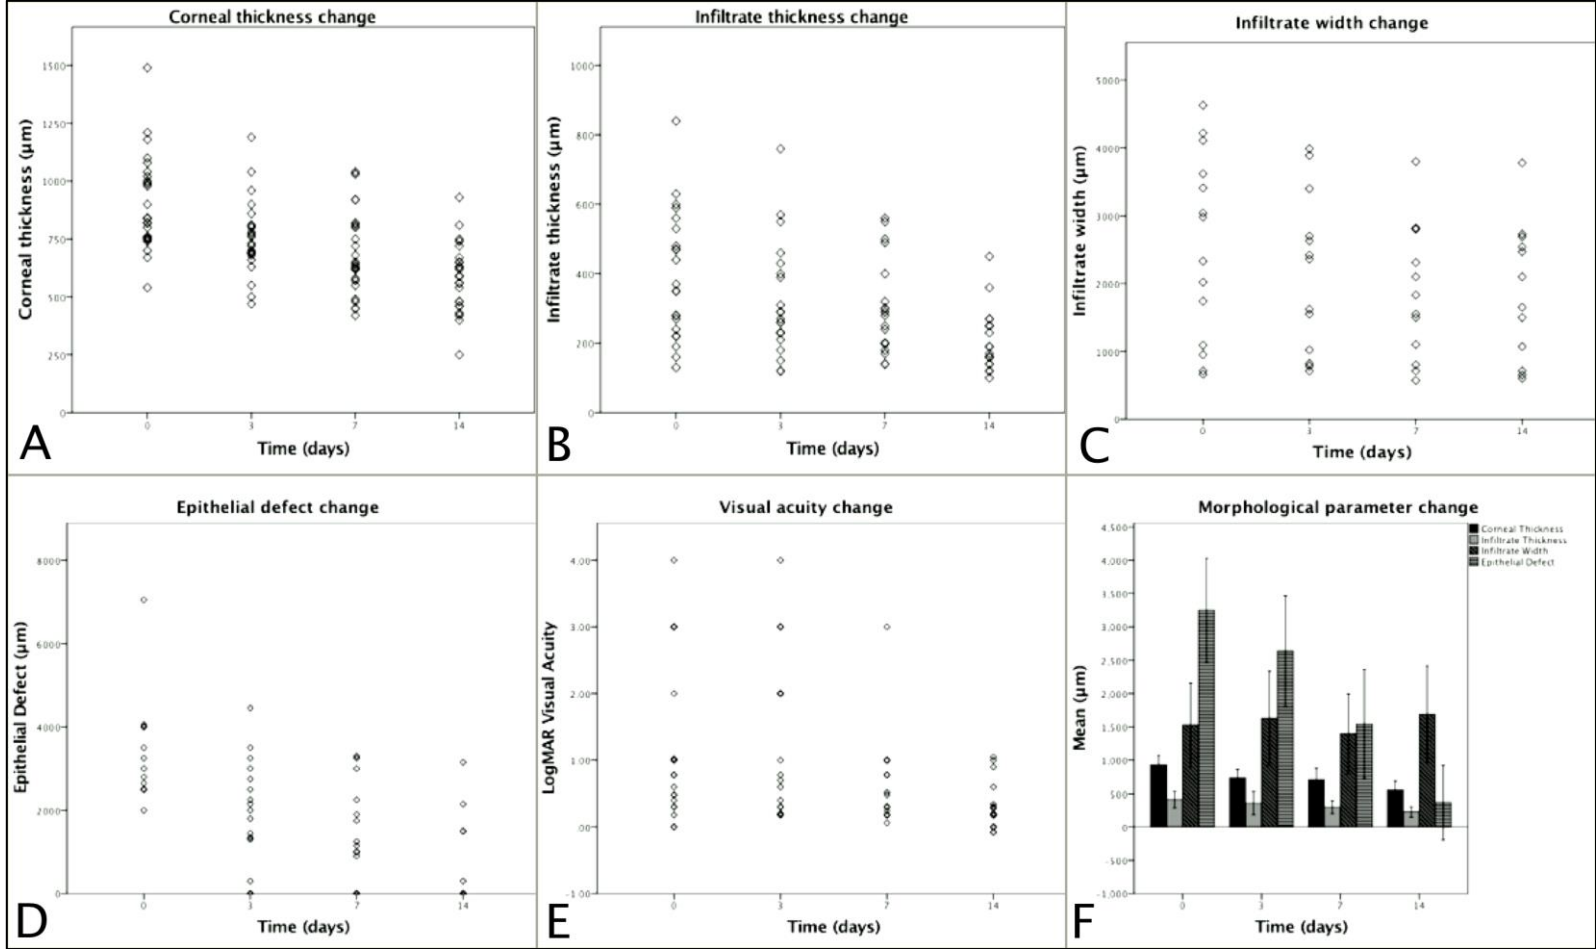 Corneal thickness change
Corneal thickness (μm)
1500
1250
1000
750
500
250
0
0 3 7 14
Time (days)
A
Infiltrate thickness change
Infiltrate thickness (μm)
1000
800
600
400
200
0
0 3 7 14
Time (days)
B
Infiltrate width change
Infiltrate width (μm)
5000
4000
3000
2000
1000
0
0 3 7 14
Time (days)
C
Epithelial defect change
Epithelial Defect (μm)
8000
6000
4000
2000
0
0 3 7 14
Time (days)
D
Visual acuity change
LogMAR Visual Acuity
4.00
3.00
2.00
1.00
.00
-1.00
0 3 7 14
Time (days)
E
Morphological parameter change
Mean (μm)
4,500
4,000
3,500
3,000
2,500
2,000
1,500
1,000
500
0
-500
-1,000
0 3 7 14
Time (days)
Corneal Thickness
Infiltrate Thickness
Infiltrate Width
Epithelial Defect
F